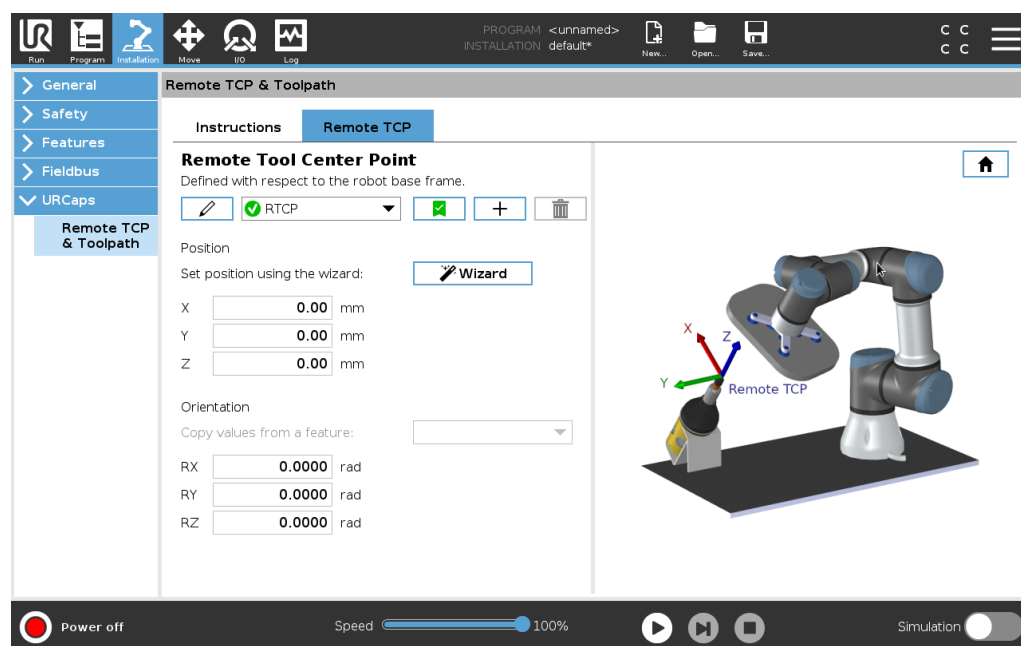 PROGRAM <unnamed>
INSTALLATION default*
UR
Run
Program
Installation
Move
I/O
Log
New...
Open...
Save...
C C
C C
General
Safety
Features
Fieldbus
URCaps
Remote TCP
& Toolpath
Remote TCP & Toolpath
Instructions
Remote TCP
Remote Tool Center Point
Defined with respect to the robot base frame.
RTCP
Position
Set position using the wizard:
Wizard
X 0.00 mm
Y 0.00 mm
Z 0.00 mm
Orientation
Copy values from a feature:
RX 0.0000 rad
RY 0.0000 rad
RZ 0.0000 rad
X
Z
Y
Remote TCP
Power off
Speed
100%
Simulation